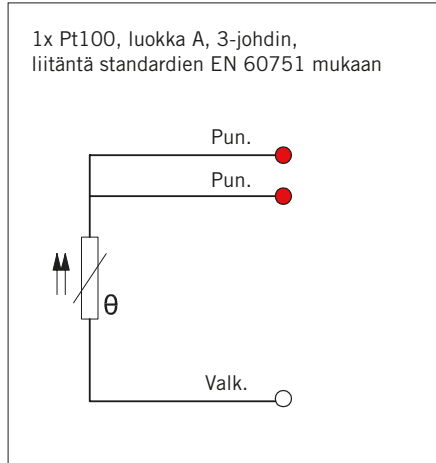 1x Pt100, luokka A, 3-johdin,
liitäntä standardien EN 60751 mukaan
Pun.
Pun.
θ
Valk.